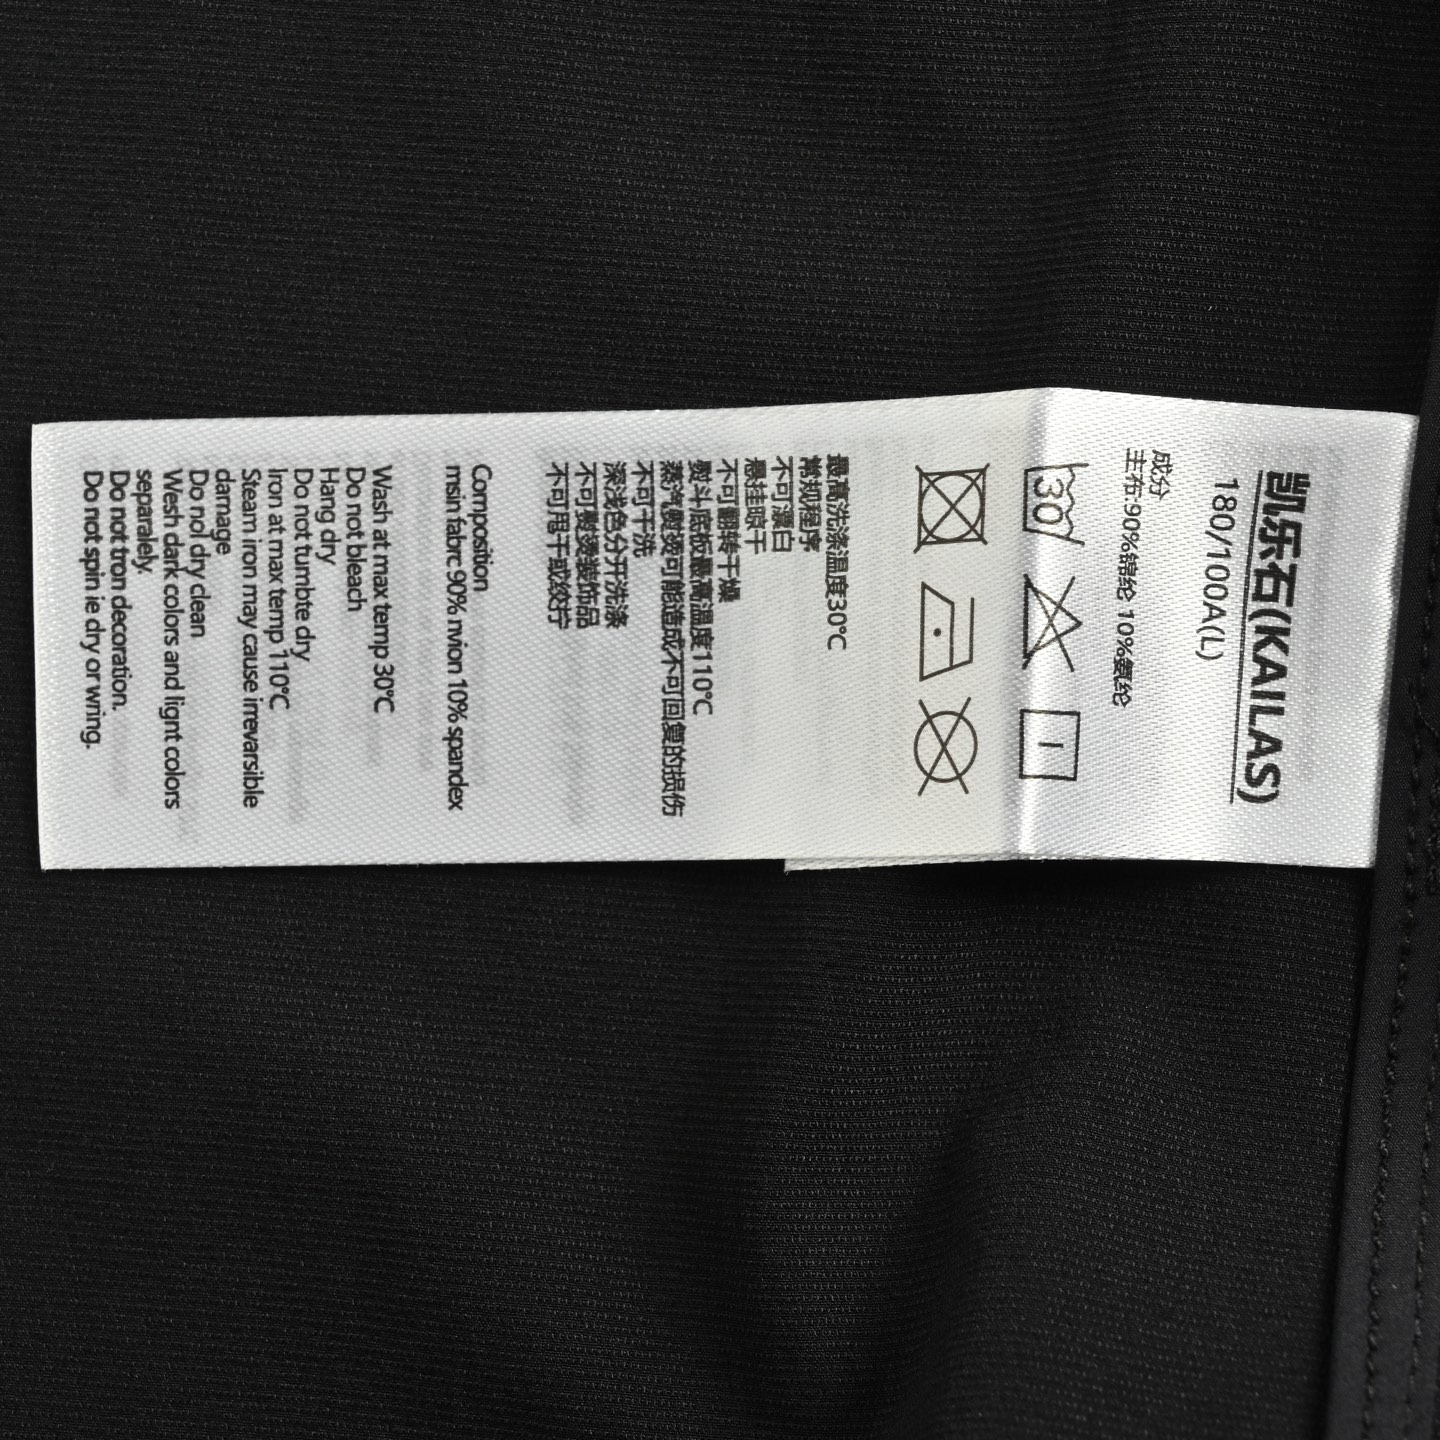 凯乐石(KAILAS)
180/100A(L)
成分
主布:90%锦纶 10%氨纶
30
最高洗涤温度30℃
常规程序
不可漂白
悬挂晾干
不可翻转干燥
熨斗底板最高温度110℃
蒸汽熨烫可能造成不可回复的损伤
不可干洗
深浅色分开洗涤
不可熨烫装饰品
不可甩干或绞拧
Composition
msin fabrc 90% nvion 10% spandex
Wash at max temp 30℃
Do not bleach
Hang dry
Do not tumbte dry
Iron at max temp 110℃
Steam iron may cause irrevarsible
damage
Do nol dry clean
Wesh dark colors and lignt colors
separalely.
Do not tron decoration.
Do not spin ie dry or wring.